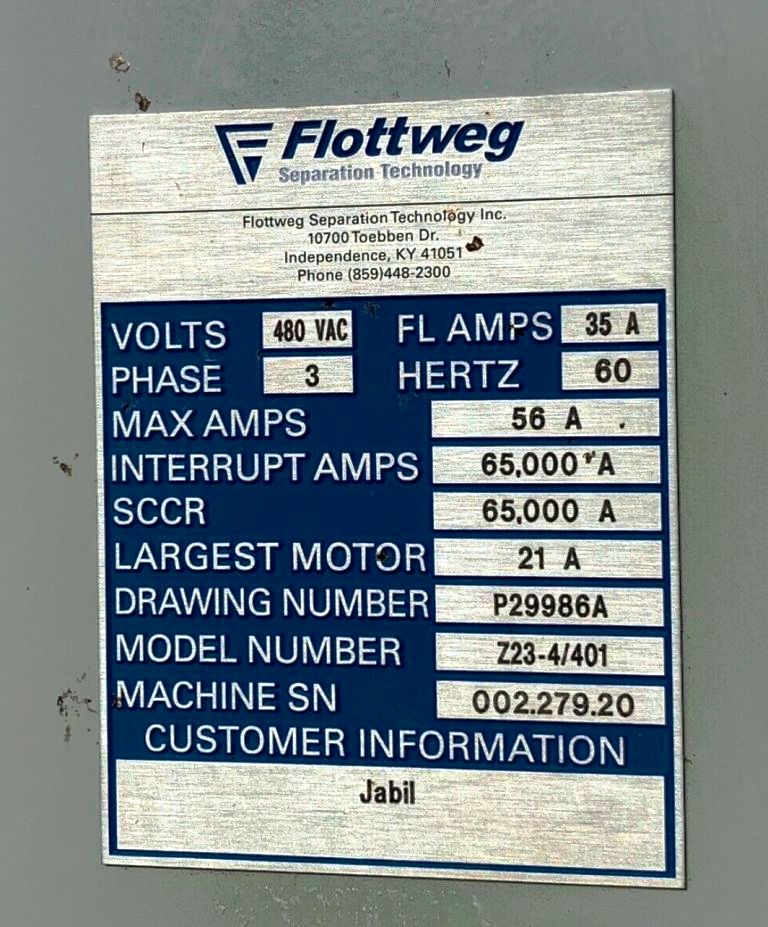 Flottweg
Separation Technology
Flottweg Separation Technology Inc.
10700 Toebben Dr.
Independence, KY 41051
Phone (859)448-2300
VOLTS 480 VAC FL AMPS 35 A
PHASE 3 HERTZ 60
MAX AMPS 56 A
INTERRUPT AMPS 65,000 A
SCCR 65,000 A
LARGEST MOTOR 21 A
DRAWING NUMBER P29986A
MODEL NUMBER Z23-4/401
MACHINE SN 002.279.20
CUSTOMER INFORMATION
Jabil